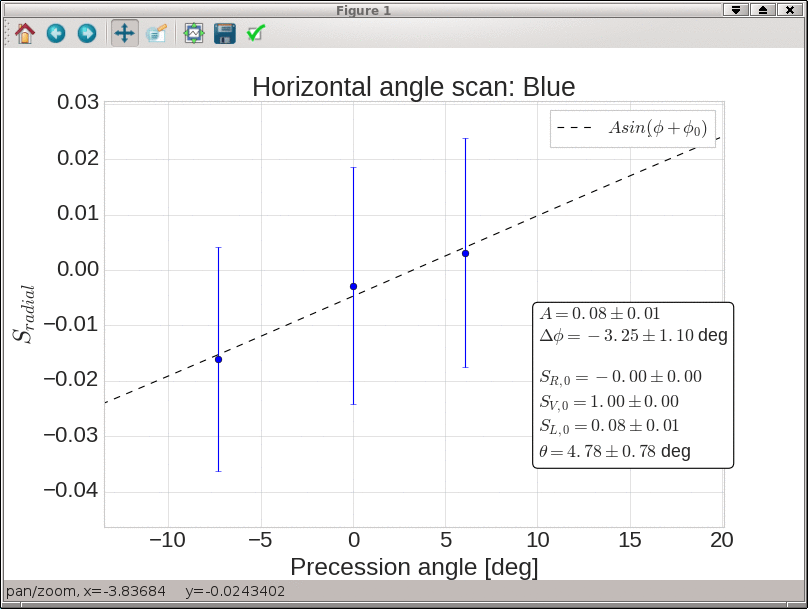 Figure 1
Horizontal angle scan: Blue
Asin(ϕ + ϕ₀)
0.03
0.02
0.01
0.00
−0.01
−0.02
−0.03
−0.04
S_radial
A = 0.08 ± 0.01
Δϕ = −3.25 ± 1.10 deg
S_R,0 = −0.00 ± 0.00
S_V,0 = 1.00 ± 0.00
S_L,0 = 0.08 ± 0.01
θ = 4.78 ± 0.78 deg
−10 −5 0 5 10 15 20
Precession angle [deg]
pan/zoom, x=-3.83684 y=-0.0243402